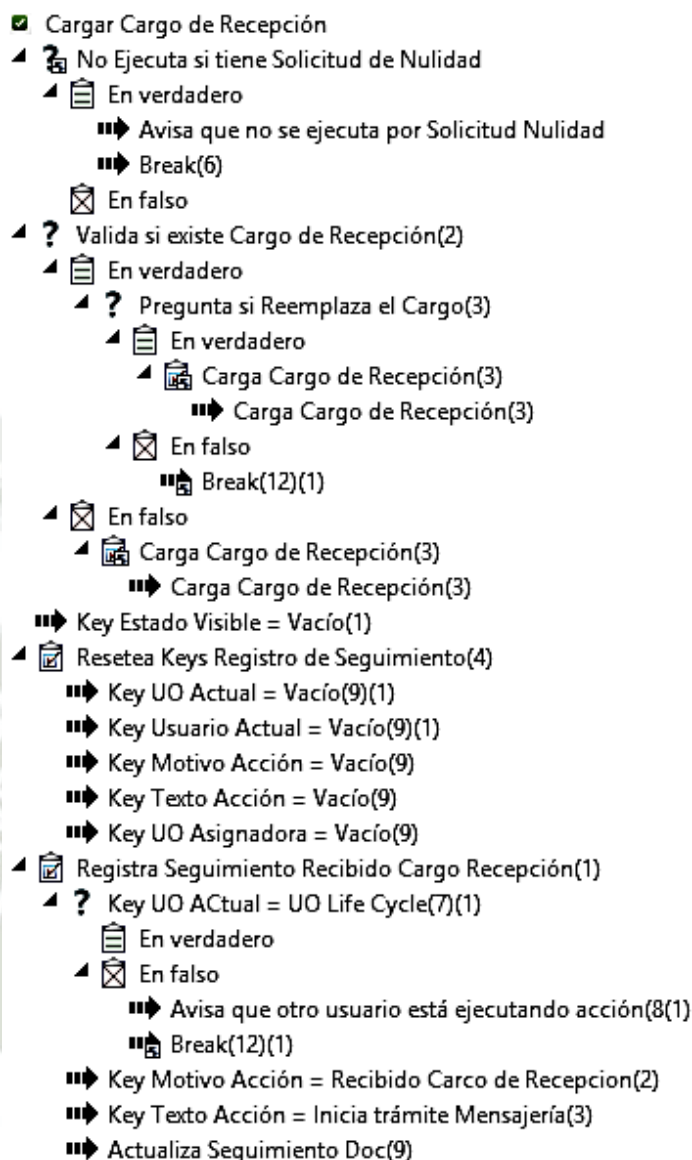 Cargar Cargo de Recepción
No Ejecuta si tiene Solicitud de Nulidad
En verdadero
Avisa que no se ejecuta por Solicitud Nulidad
Break(6)
En falso
? Valida si existe Cargo de Recepción(2)
En verdadero
? Pregunta si Reemplaza el Cargo(3)
En verdadero
Carga Cargo de Recepción(3)
Carga Cargo de Recepción(3)
En falso
Break(12)(1)
En falso
Carga Cargo de Recepción(3)
Carga Cargo de Recepción(3)
Key Estado Visible = Vacío(1)
Resetea Keys Registro de Seguimiento(4)
Key UO Actual = Vacío(9)(1)
Key Usuario Actual = Vacío(9)(1)
Key Motivo Acción = Vacío(9)
Key Texto Acción = Vacío(9)
Key UO Asignadora = Vacío(9)
Registra Seguimiento Recibido Cargo Recepción(1)
? Key UO ACtual = UO Life Cycle(7)(1)
En verdadero
En falso
Avisa que otro usuario está ejecutando acción(8(1)
Break(12)(1)
Key Motivo Acción = Recibido Carco de Recepcion(2)
Key Texto Acción = Inicia trámite Mensajería(3)
Actualiza Seguimiento Doc(9)